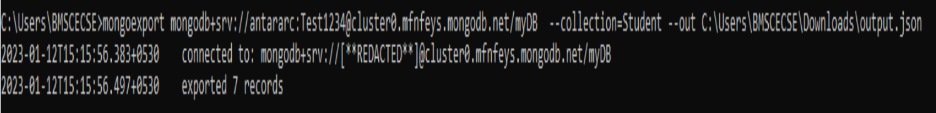 C:\Users\BMSCECSE>mongoexport mongodb+srv://antararc:Test1234@cluster0.mfnfeys.mongodb.net/myDB  --collection=Student --out C:\Users\BMSCECSE\Downloads\output.json
2023-01-12T15:15:56.383+0530    connected to: mongodb+srv://[**REDACTED**]@cluster0.mfnfeys.mongodb.net/myDB
2023-01-12T15:15:56.497+0530    exported 7 records